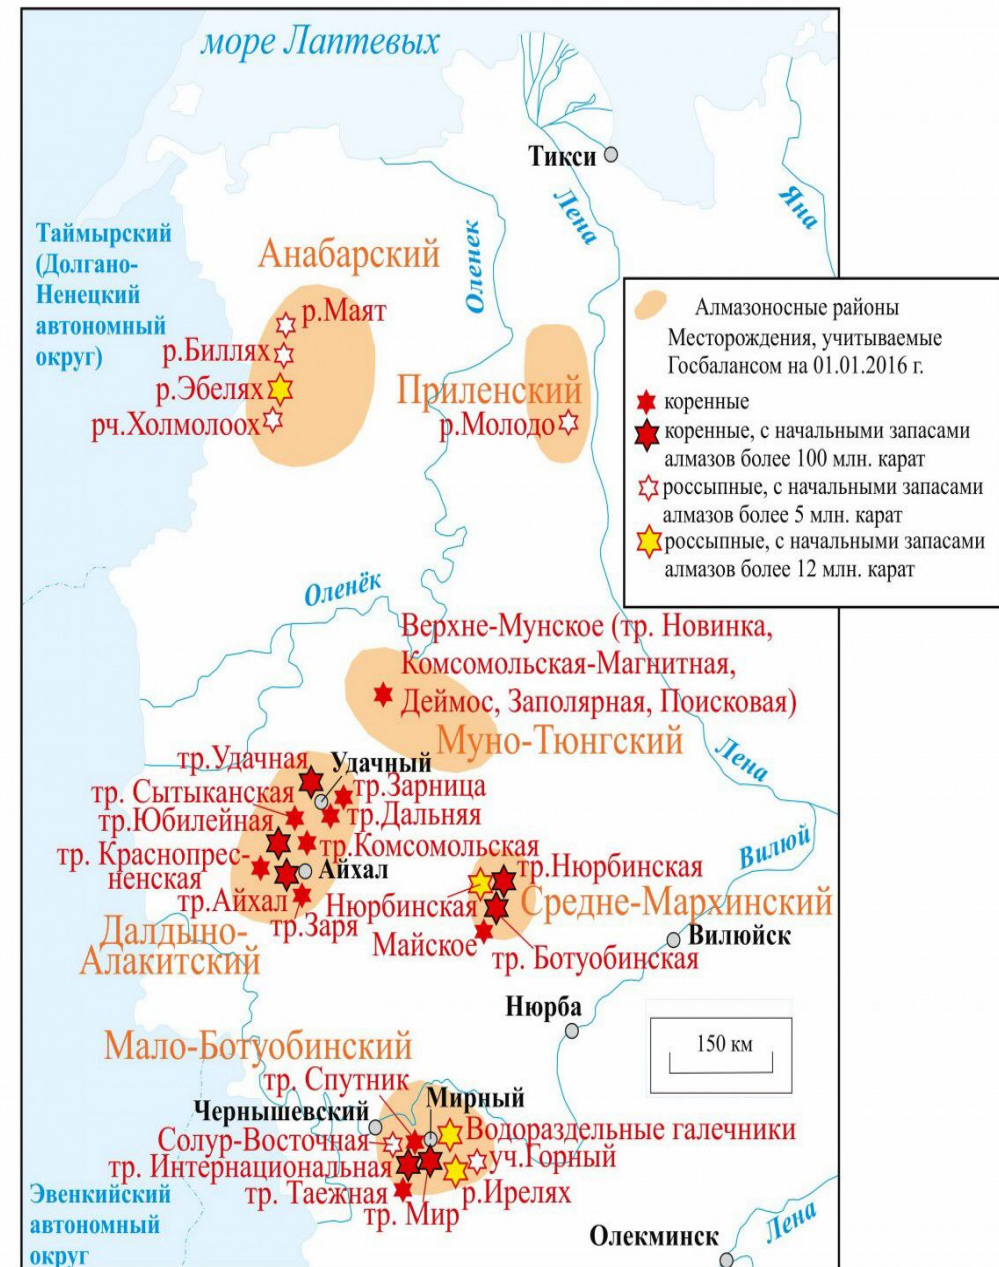 море Лаптевых
Тикси
Лена
Яна
Оленек
Таймырский
(Долгано-
Ненецкий
автономный
округ)
Анабарский
р.Маят
р.Биллях
р.Эбелях
рч.Холмолоох
Приленский
р.Молодо
Алмазоносные районы
Месторождения, учитываемые
Госбалансом на 01.01.2016 г.
коренные
коренные, с начальными запасами
алмазов более 100 млн. карат
россыпные, с начальными запасами
алмазов более 5 млн. карат
россыпные, с начальными запасами
алмазов более 12 млн. карат
Оленёк
Верхне-Мунское (тр. Новинка,
Комсомольская-Магнитная,
Деймос, Заполярная, Поисковая)
Муно-Тюнгский
Лена
тр.Удачная
Удачный
тр. Сытыканская
тр.Зарница
тр.Юбилейная
тр.Дальняя
тр.Комсомольская
тр. Краснопрес-
ненская
Айхал
тр.Айхал
тр.Заря
Далдыно-
Алакитский
Вилюй
тр.Нюрбинская
Нюрбинская
Средне-Мархинский
Майское
тр. Ботуобинская
Вилюйск
Нюрба
150 км
Мало-Ботуобинский
тр. Спутник
Чернышевский
Мирный
Солур-Восточная
Водораздельные галечники
тр. Интернациональная
уч.Горный
тр. Таежная
р.Ирелях
тр. Мир
Эвенкийский
автономный
округ
Олекминск
Лена